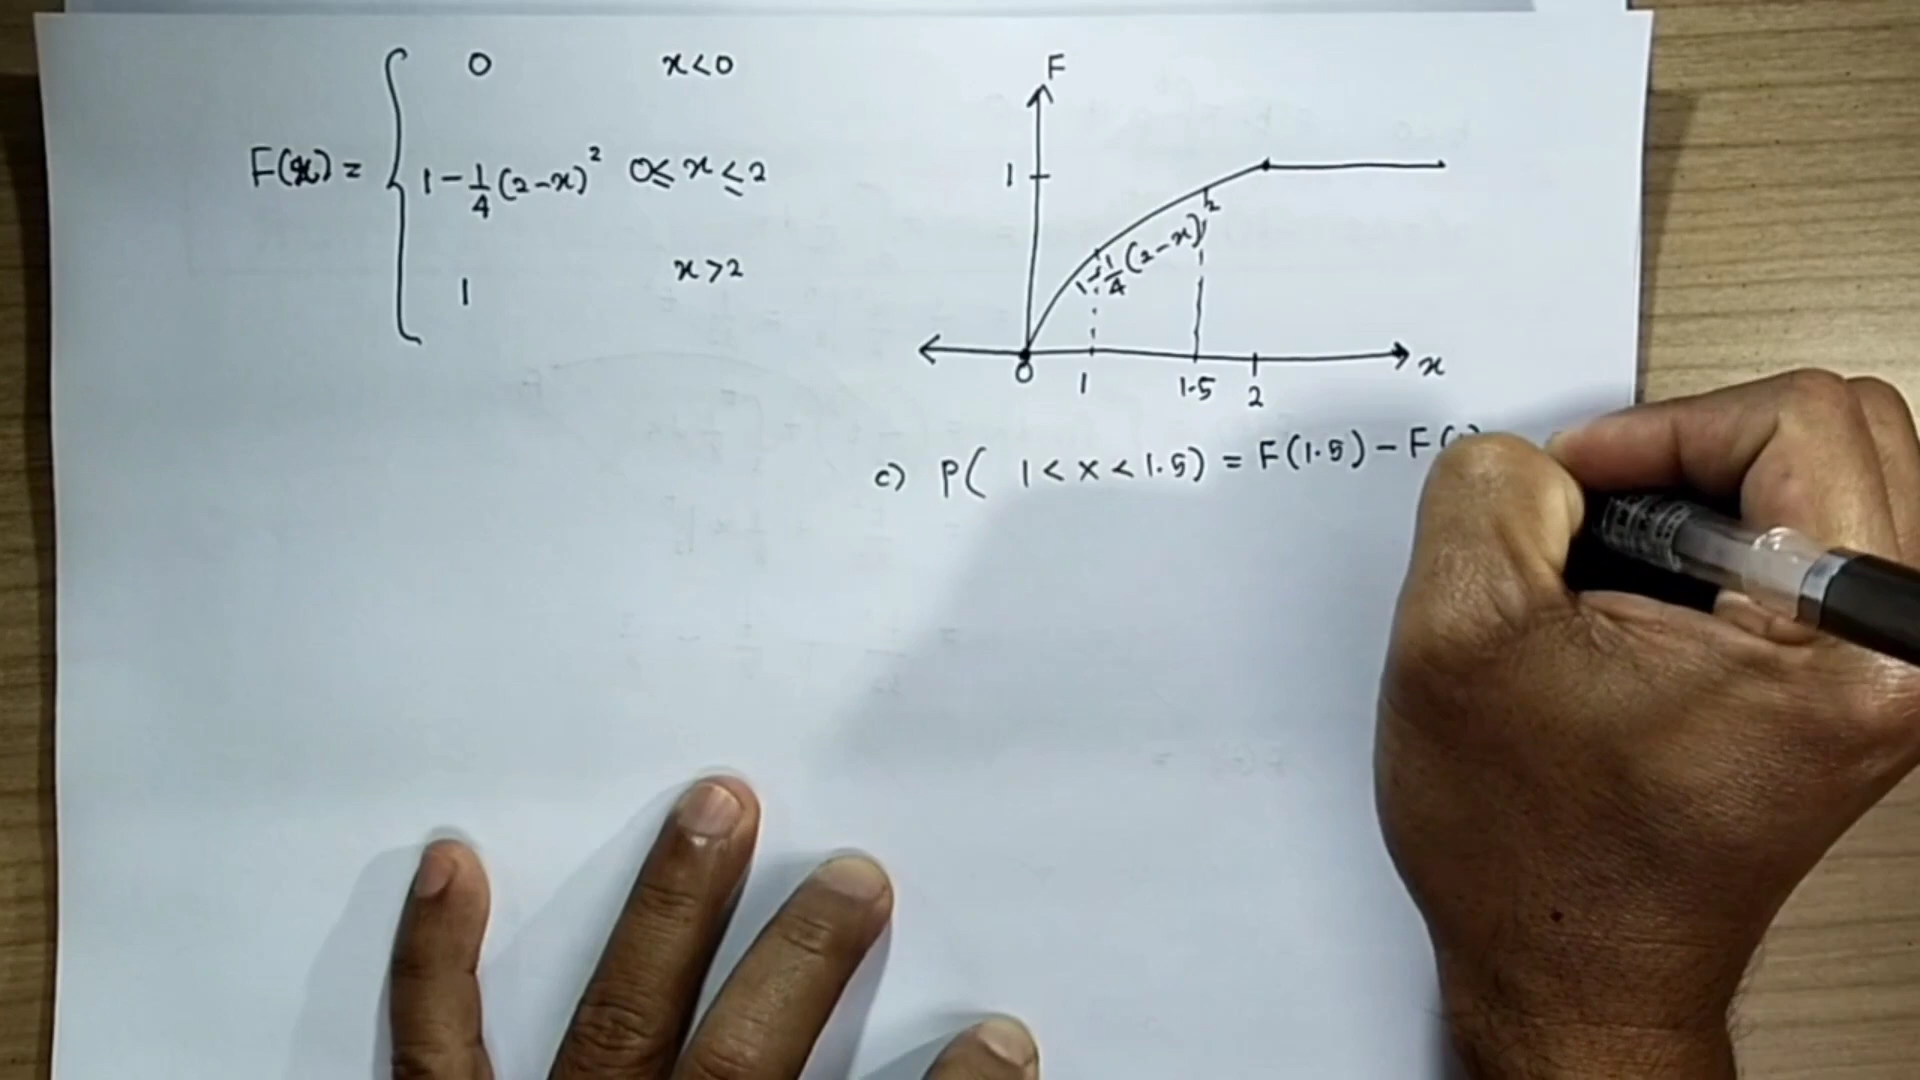 0 x<0
F(x) = 1-1/4(2-x)² 0≤x≤2
1 x>2
F
1
1-1/4(2-x)²
0 1 1.5 2 x
c) P( 1<x<1.5) = F(1.5) - F(